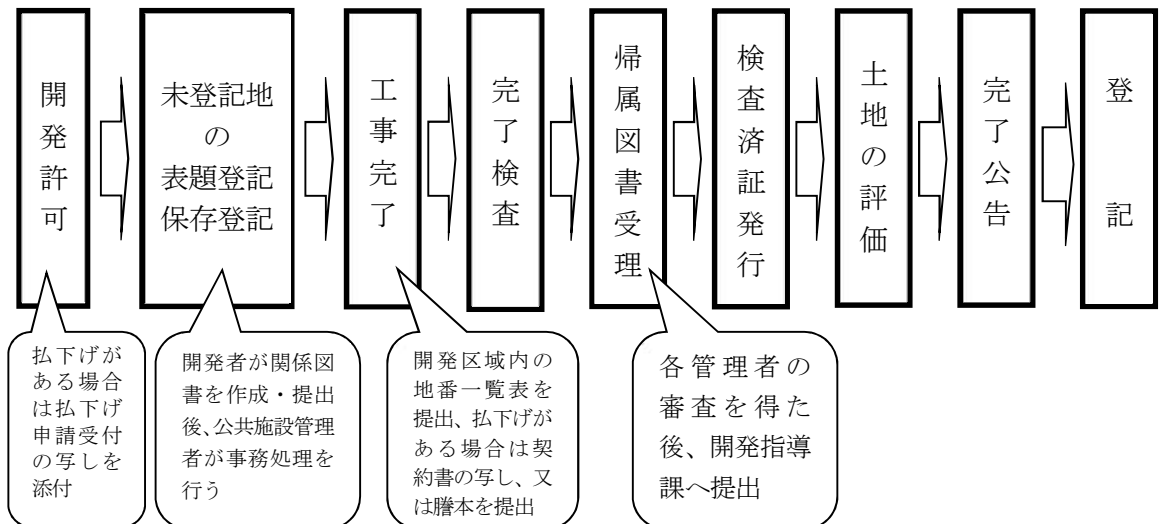 開発許可
未登記地
の
表題登記
保存登記
工事完了
完了検査
帰属図書受理
検査済証発行
土地の評価
完了公告
登記
払下げが
ある場合
は払下げ
申請受付
の写しを
添付
開発者が関係図
書を作成・提出
後、公共施設管理
者が事務処理を
行う
開発区域内の
地番一覧表を
提出、払下げが
ある場合は契
約書の写し、又
は謄本を提出
各管理者の
審査を得た
後、開発指導
課へ提出